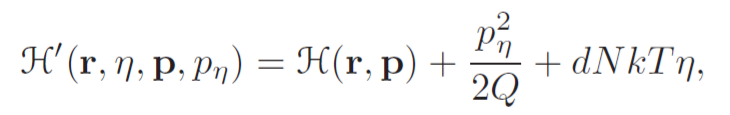 ℋ′(𝐫, η, 𝐩, p_η) = ℋ(𝐫, 𝐩) + p_η²/2Q + dNkTη,